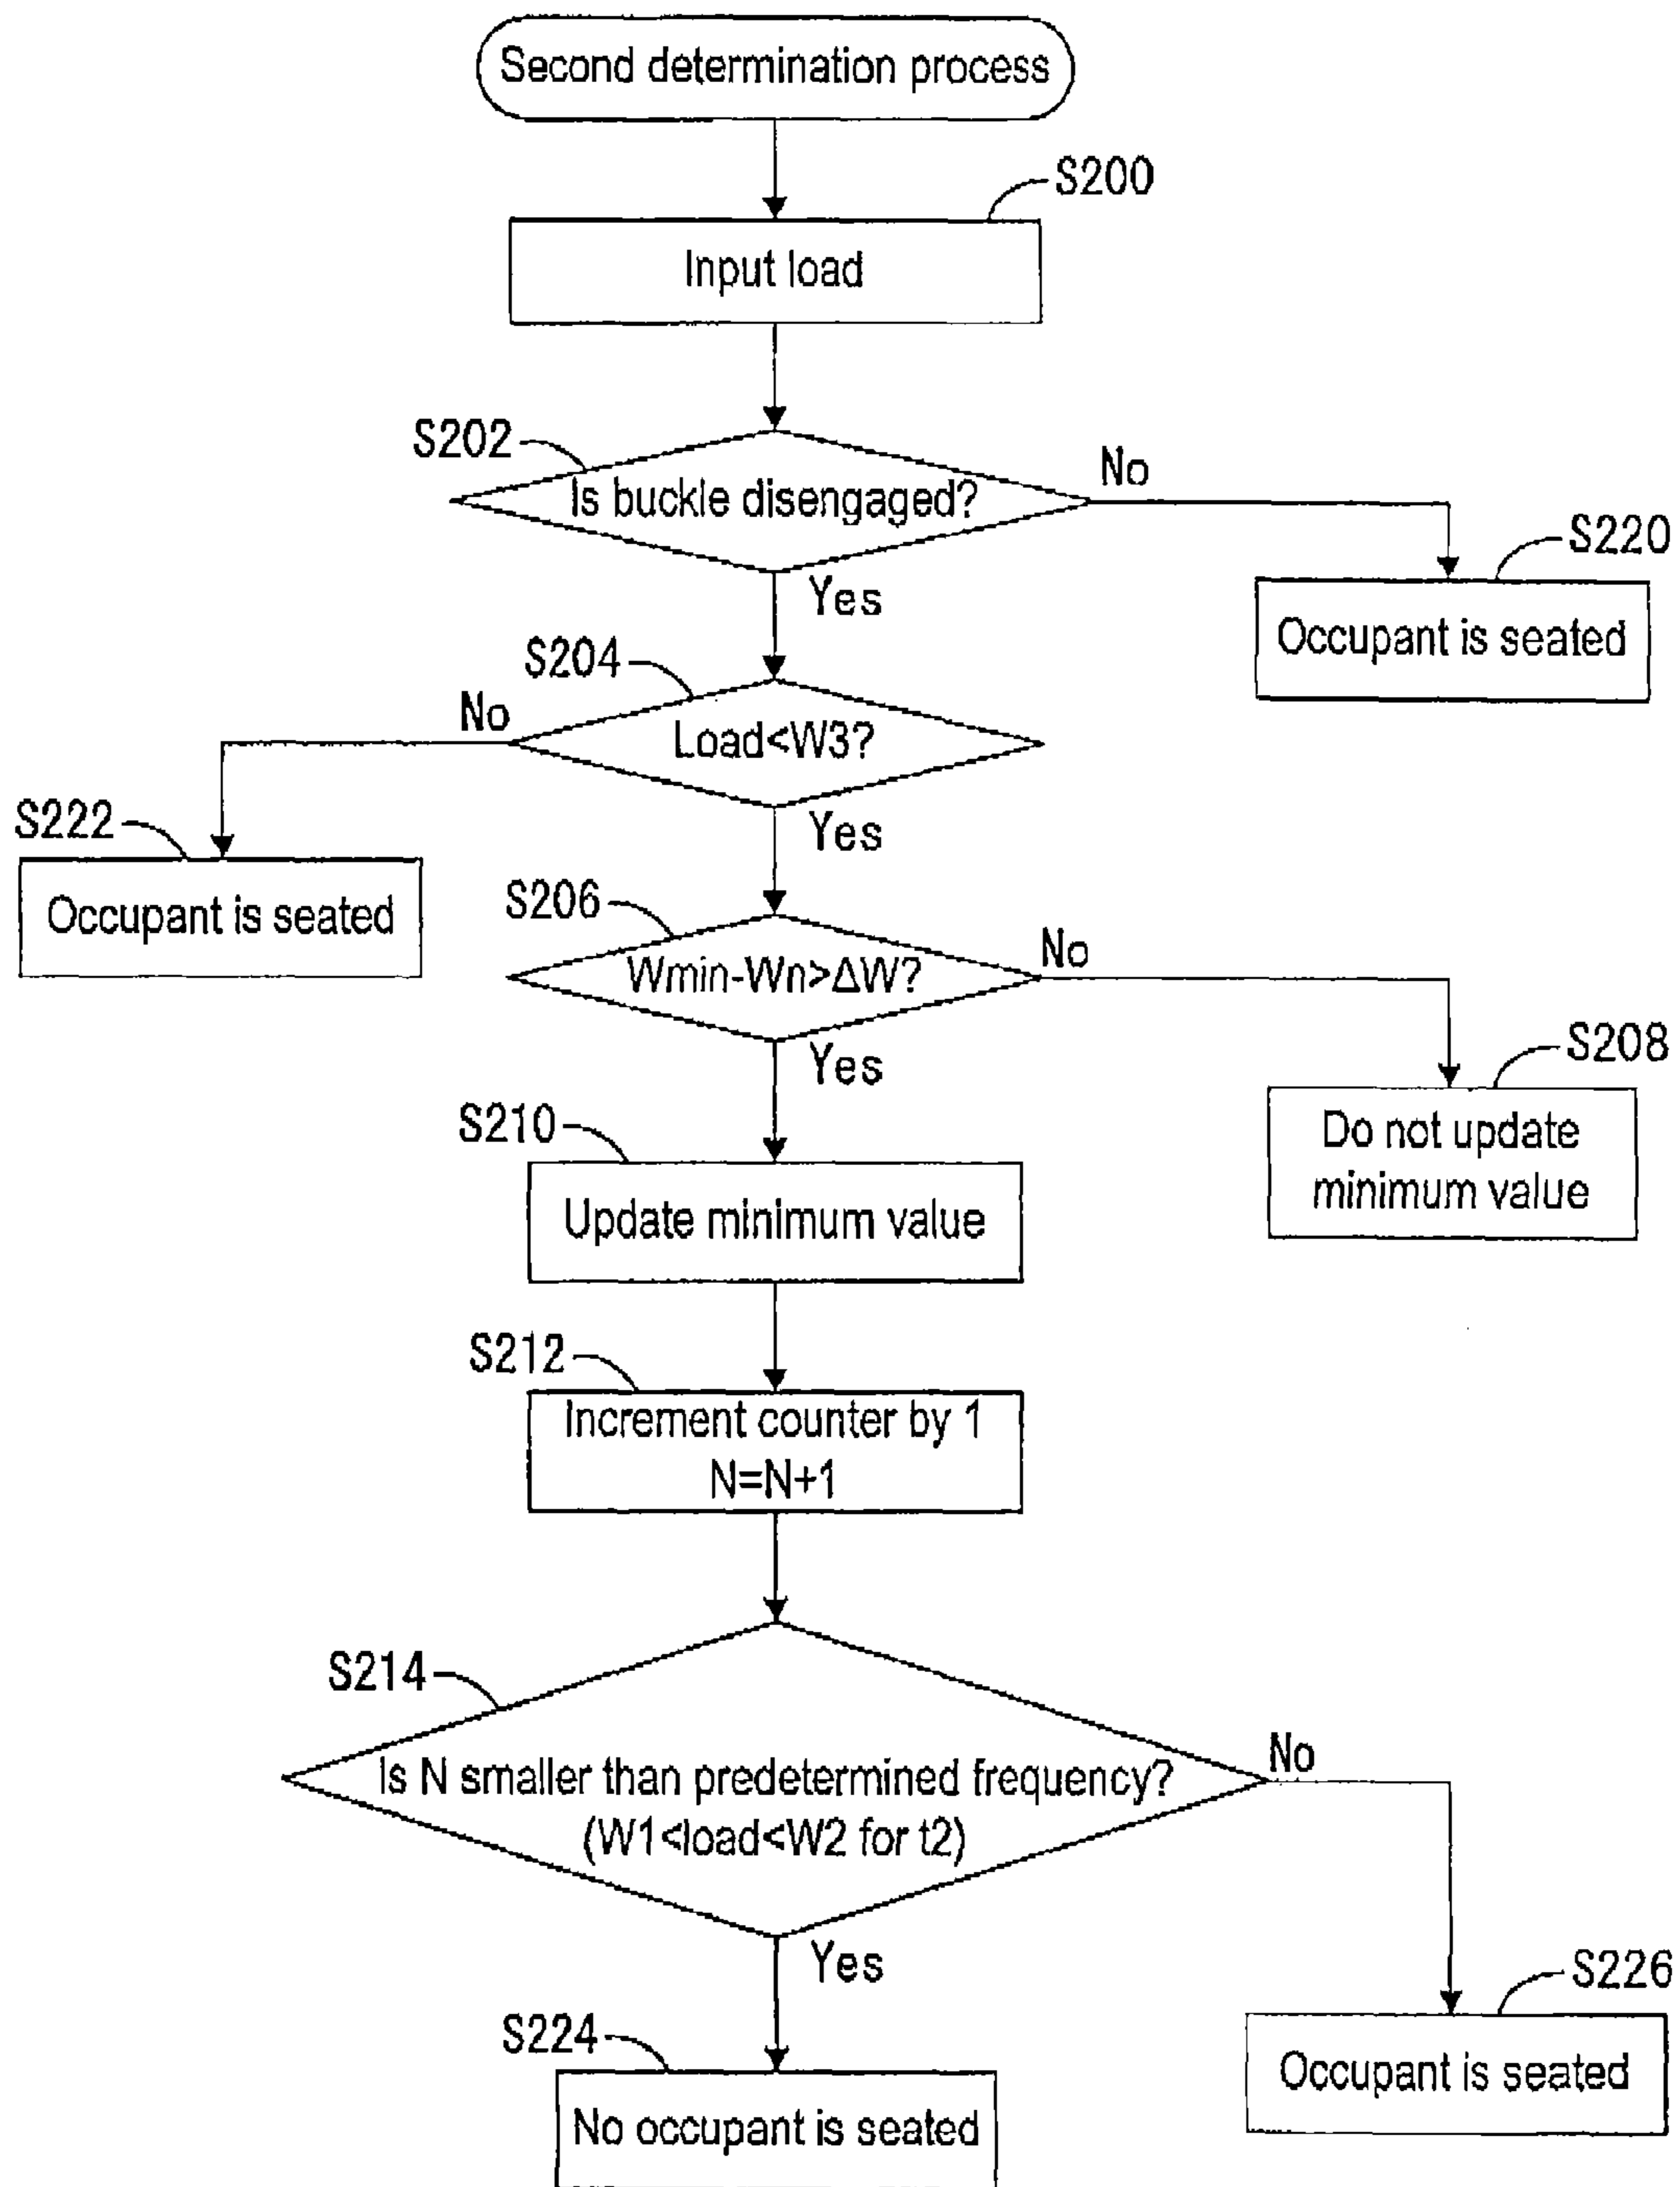 Second determination process
S200
Input load
S202
Is buckle disengaged?
No
S220
Yes
Occupant is seated
S204
No
Load<W3?
S222
Yes
Occupant is seated
S206
No
Wmin-Wn>ΔW?
S208
Yes
Do not update
minimum value
S210
Update minimum value
S212
Increment counter by 1
N=N+1
S214
No
Is N smaller than predetermined frequency?
(W1<load<W2 for t2)
Yes
S226
S224
Occupant is seated
No occupant is seated